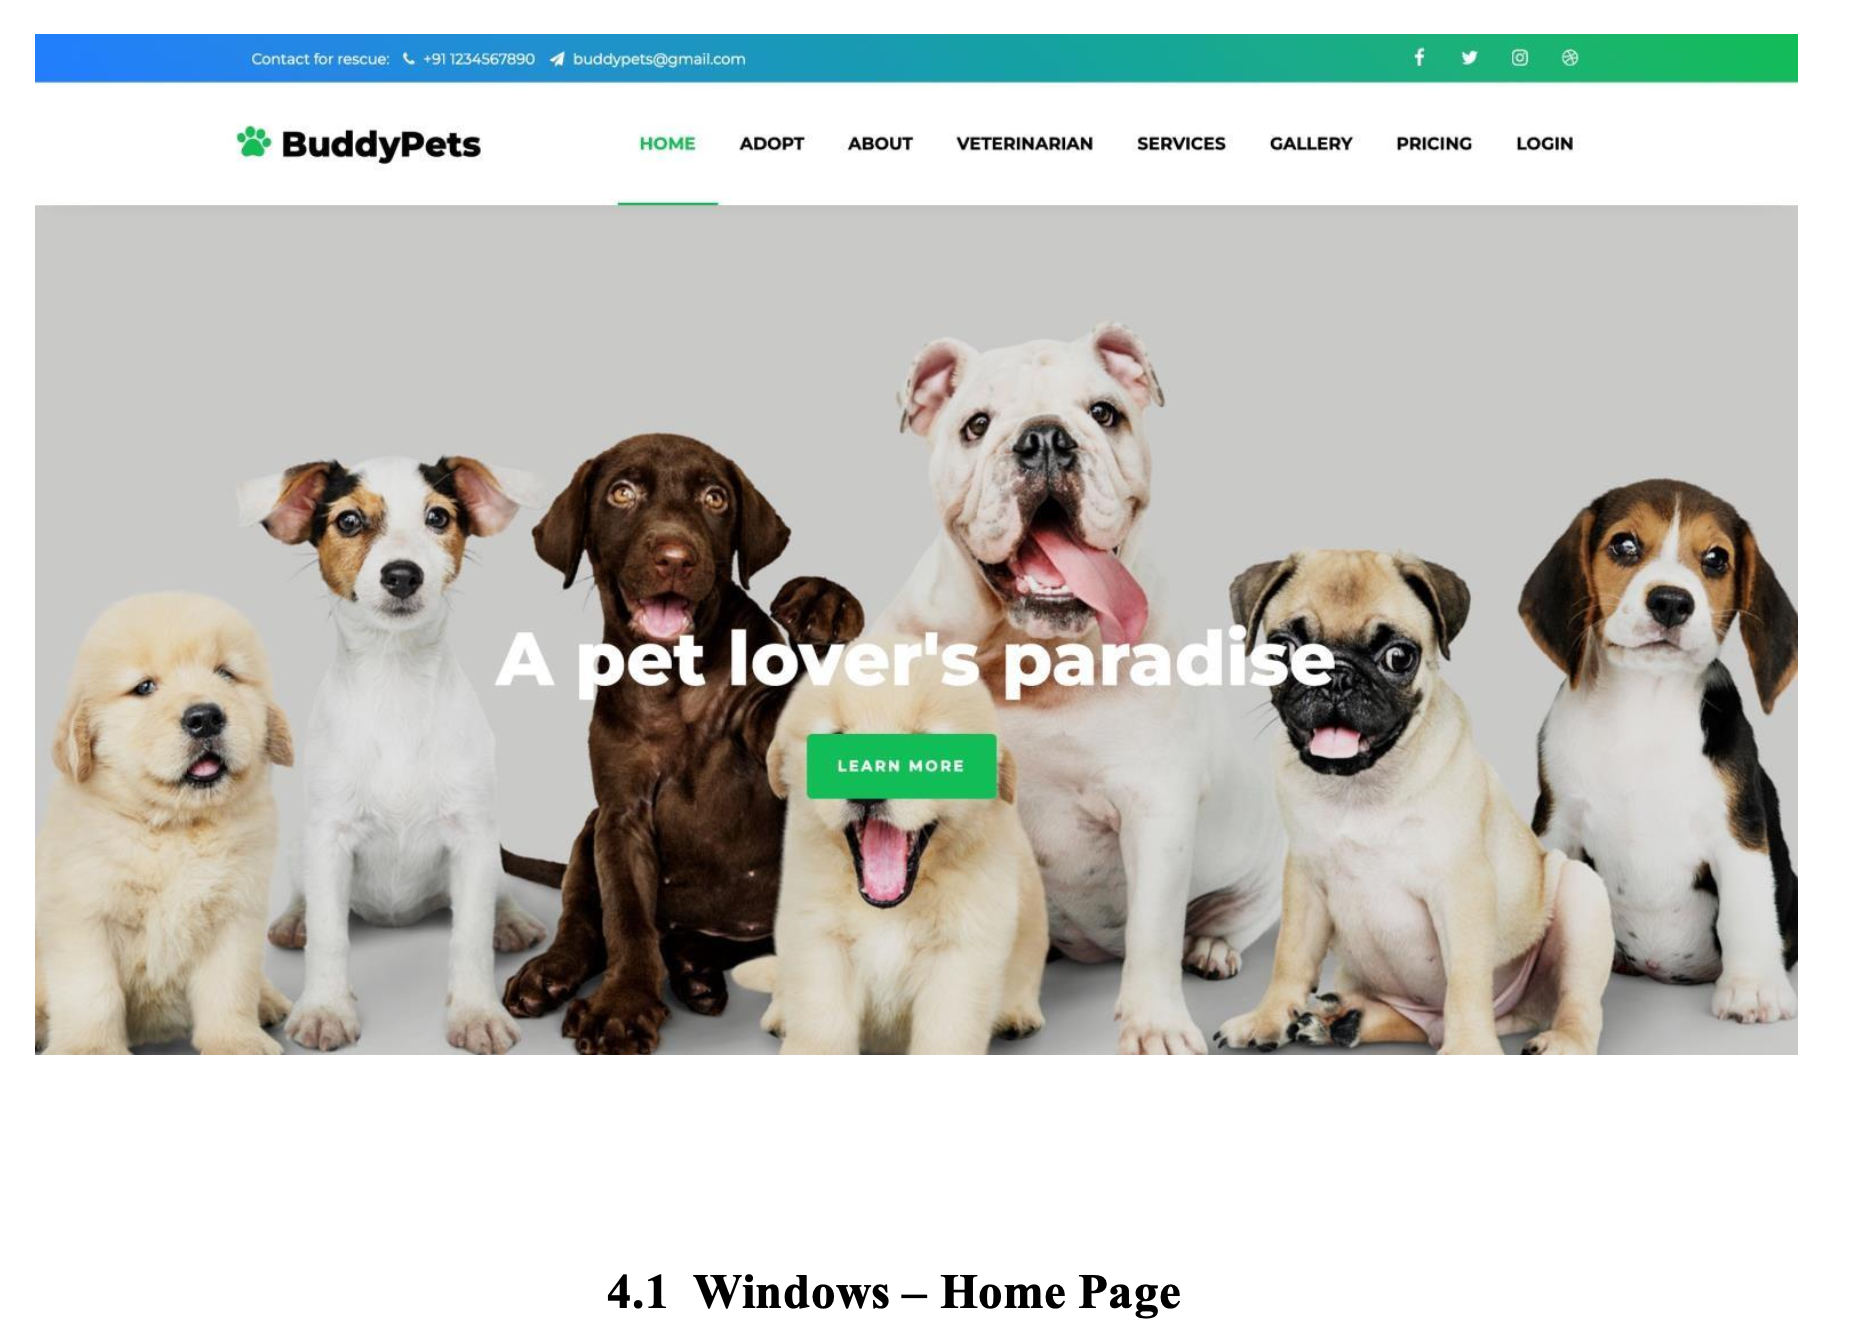 Contact for rescue: +91 1234567890 buddypets@gmail.com
BuddyPets HOME ADOPT ABOUT VETERINARIAN SERVICES GALLERY PRICING LOGIN
A pet lover's paradise
LEARN MORE
4.1 Windows – Home Page